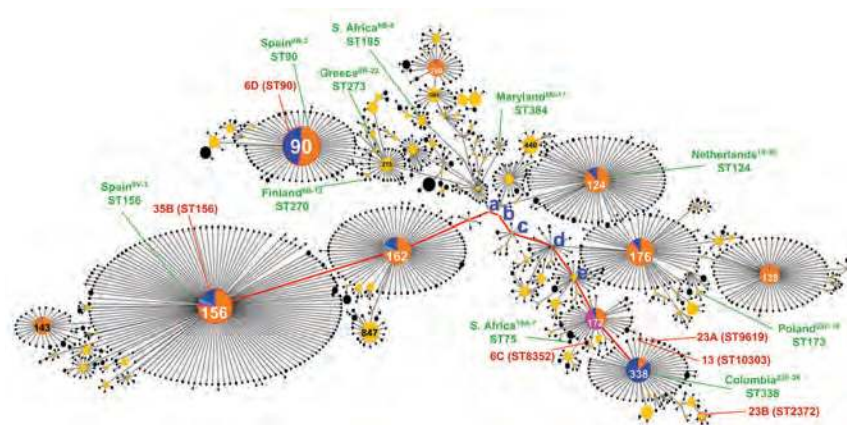 S. Africa
ST185
Spain
ST90
Greece
ST273
6D (ST90)
Maryland
ST384
90
440
Netherlands
ST124
124
Spain
ST156
Finland
ST270
35B (ST156)
a
b
c
d
e
162
176
156
143
847
S. Africa
ST75
6C (ST8352)
23A (ST9619)
13 (ST10303)
Poland
ST173
338
Columbia
ST338
23B (ST2372)